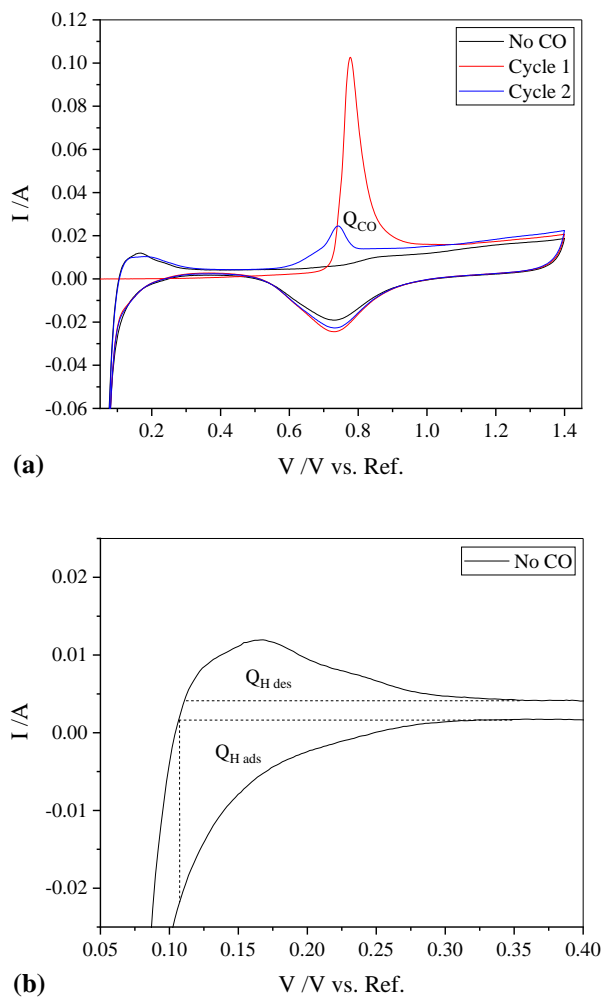 0.12
0.10
0.08
0.06
0.04
0.02
0.00
-0.02
-0.04
-0.06
I /A
No CO
Cycle 1
Cycle 2
Q_CO
0.2 0.4 0.6 0.8 1.0 1.2 1.4
V /V vs. Ref.
(a)
0.02
0.01
0.00
-0.01
-0.02
I /A
No CO
Q_H des
Q_H ads
0.05 0.10 0.15 0.20 0.25 0.30 0.35 0.40
V /V vs. Ref.
(b)